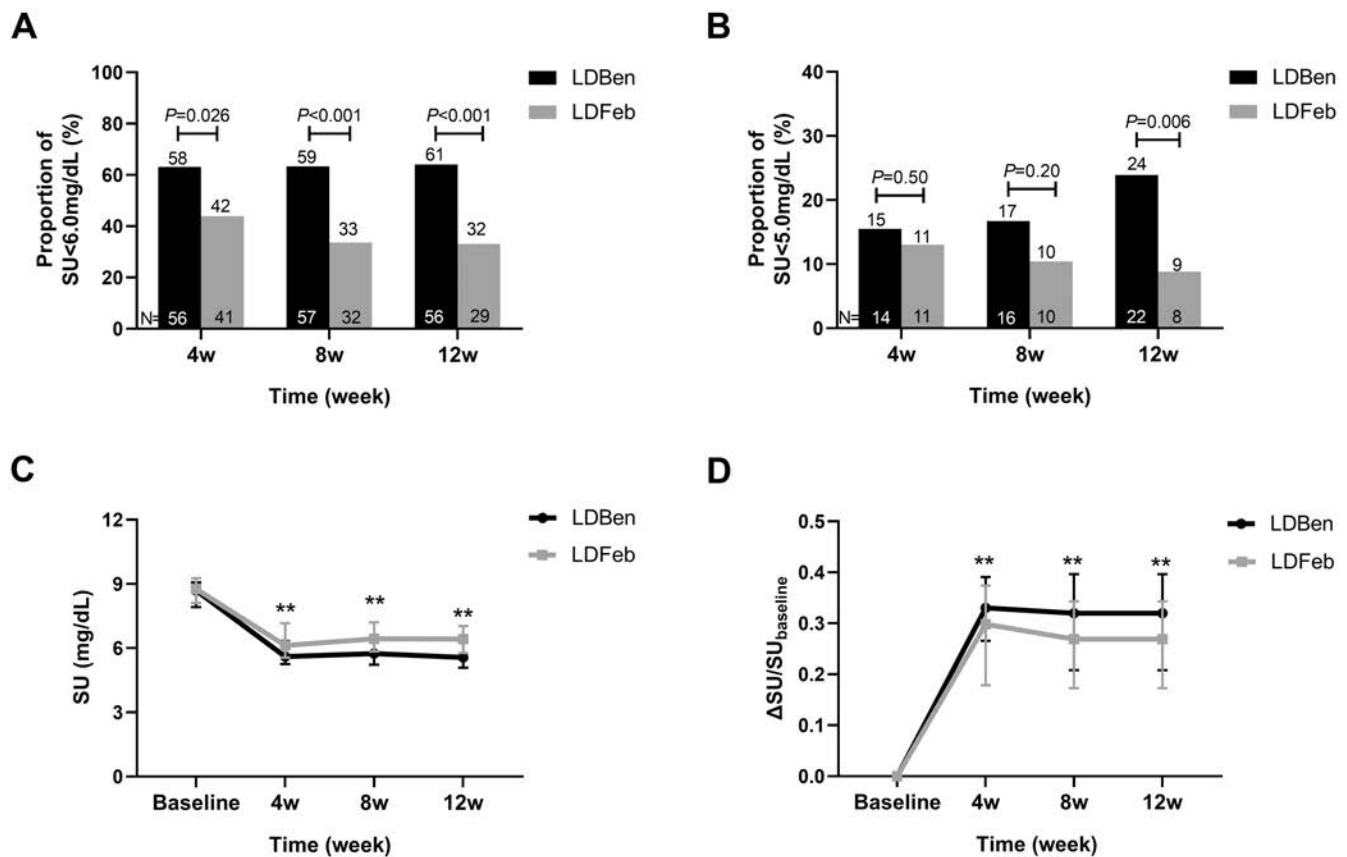 A
Proportion of
SU<6.0mg/dL (%)
100
80
60
40
20
0
P=0.026
P<0.001
P<0.001
58
42
59
33
61
32
N=
56
41
57
32
56
29
4w
8w
12w
Time (week)
LDBen
LDFeb
B
Proportion of
SU<5.0mg/dL (%)
40
30
20
10
0
P=0.50
P=0.20
P=0.006
15
11
17
10
24
9
N=
14
11
16
10
22
8
4w
8w
12w
Time (week)
LDBen
LDFeb
C
SU (mg/dL)
12
9
6
3
0
**
**
**
Baseline
4w
8w
12w
Time (week)
LDBen
LDFeb
D
ΔSU/SUbaseline
0.5
0.4
0.3
0.2
0.1
0.0
**
**
**
Baseline
4w
8w
12w
Time (week)
LDBen
LDFeb